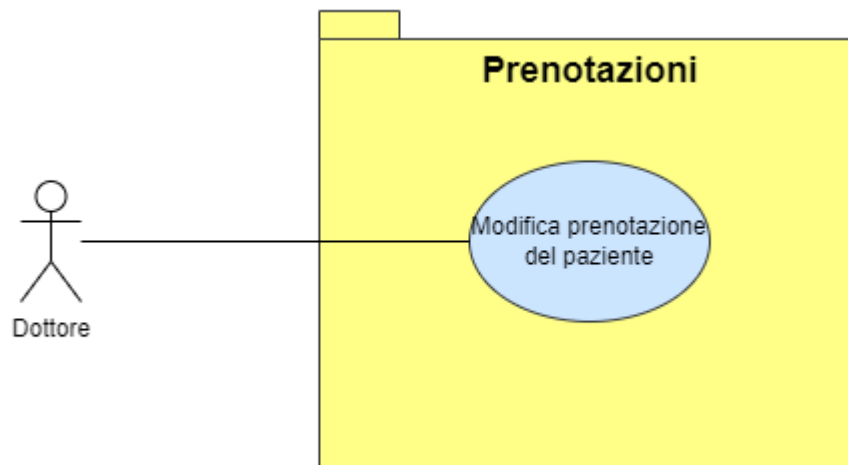 Prenotazioni
Modifica prenotazione
del paziente
Dottore